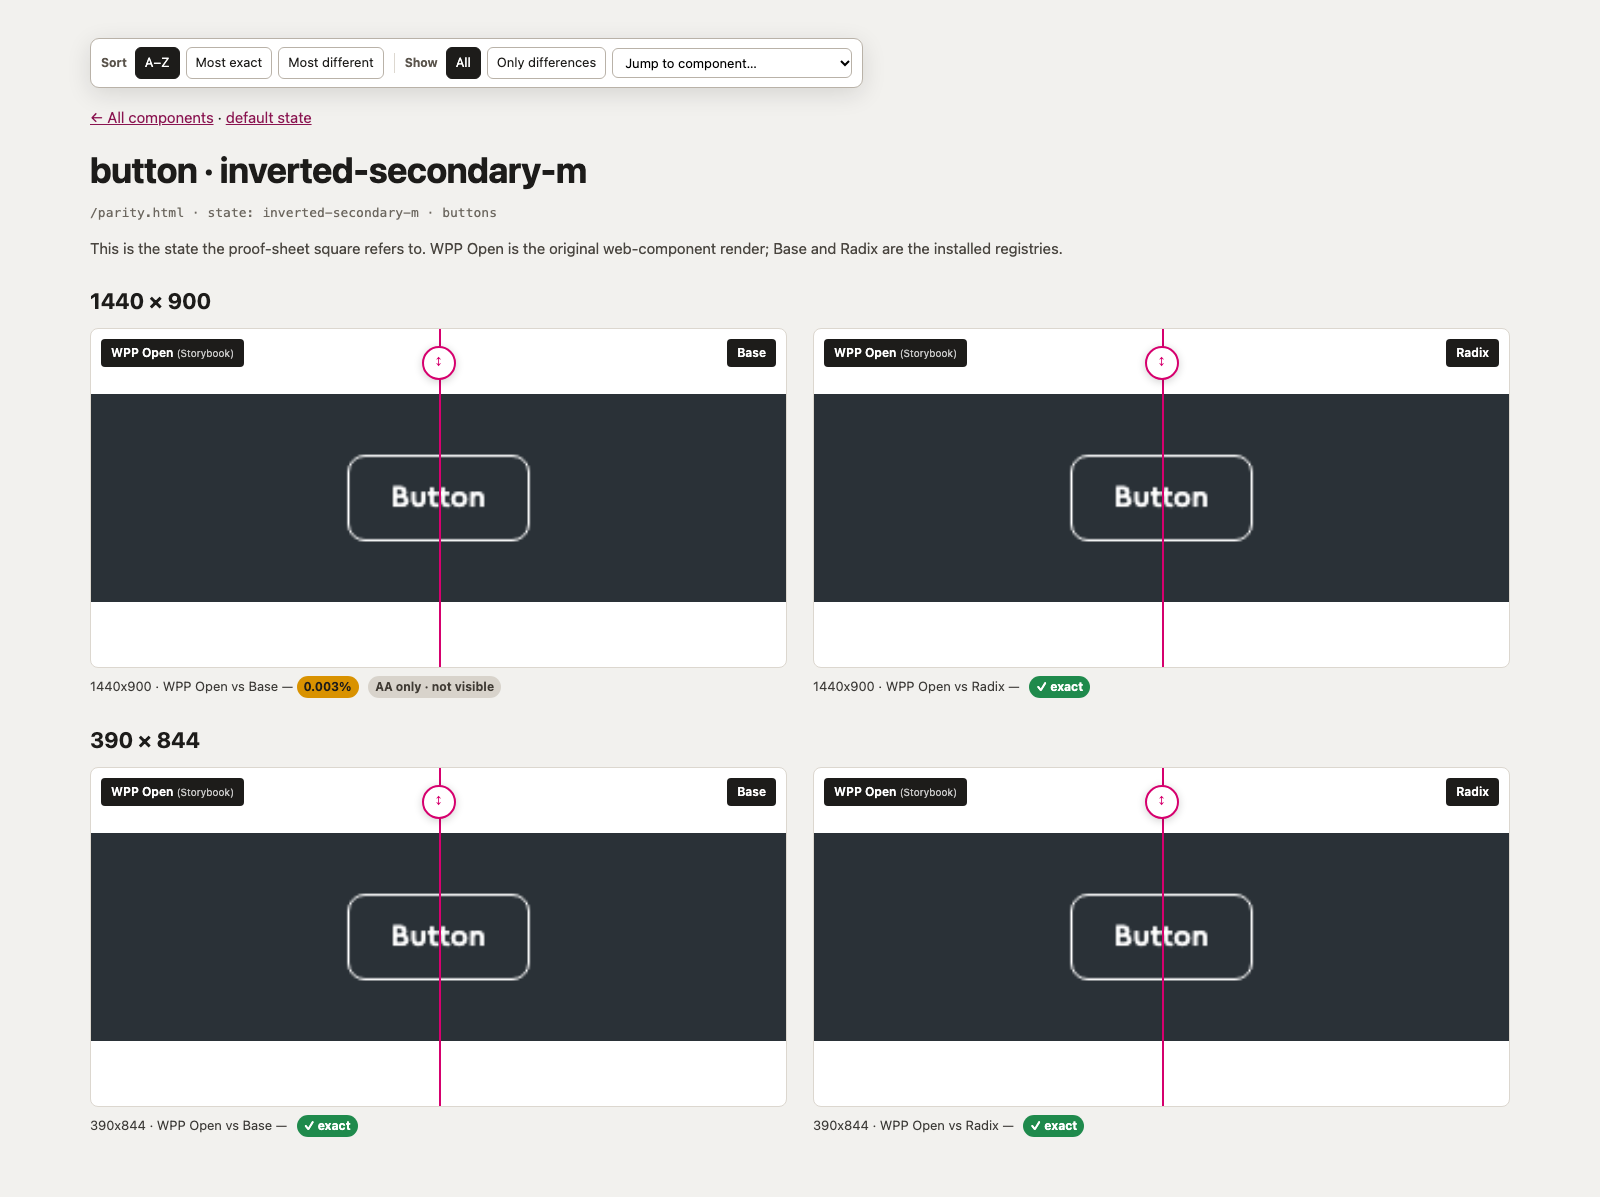 Sort A–Z Most exact Most different Show All Only differences Jump to component...
← All components · default state
button · inverted-secondary-m
/parity.html · state: inverted-secondary-m · buttons
This is the state the proof-sheet square refers to. WPP Open is the original web-component render; Base and Radix are the installed registries.
1440 × 900
WPP Open (Storybook) ↕ Base
Button
WPP Open (Storybook) ↕ Radix
Button
1440x900 · WPP Open vs Base — 0.003% AA only · not visible
1440x900 · WPP Open vs Radix — ✓ exact
390 × 844
WPP Open (Storybook) ↕ Base
Button
WPP Open (Storybook) ↕ Radix
Button
390x844 · WPP Open vs Base — ✓ exact
390x844 · WPP Open vs Radix — ✓ exact